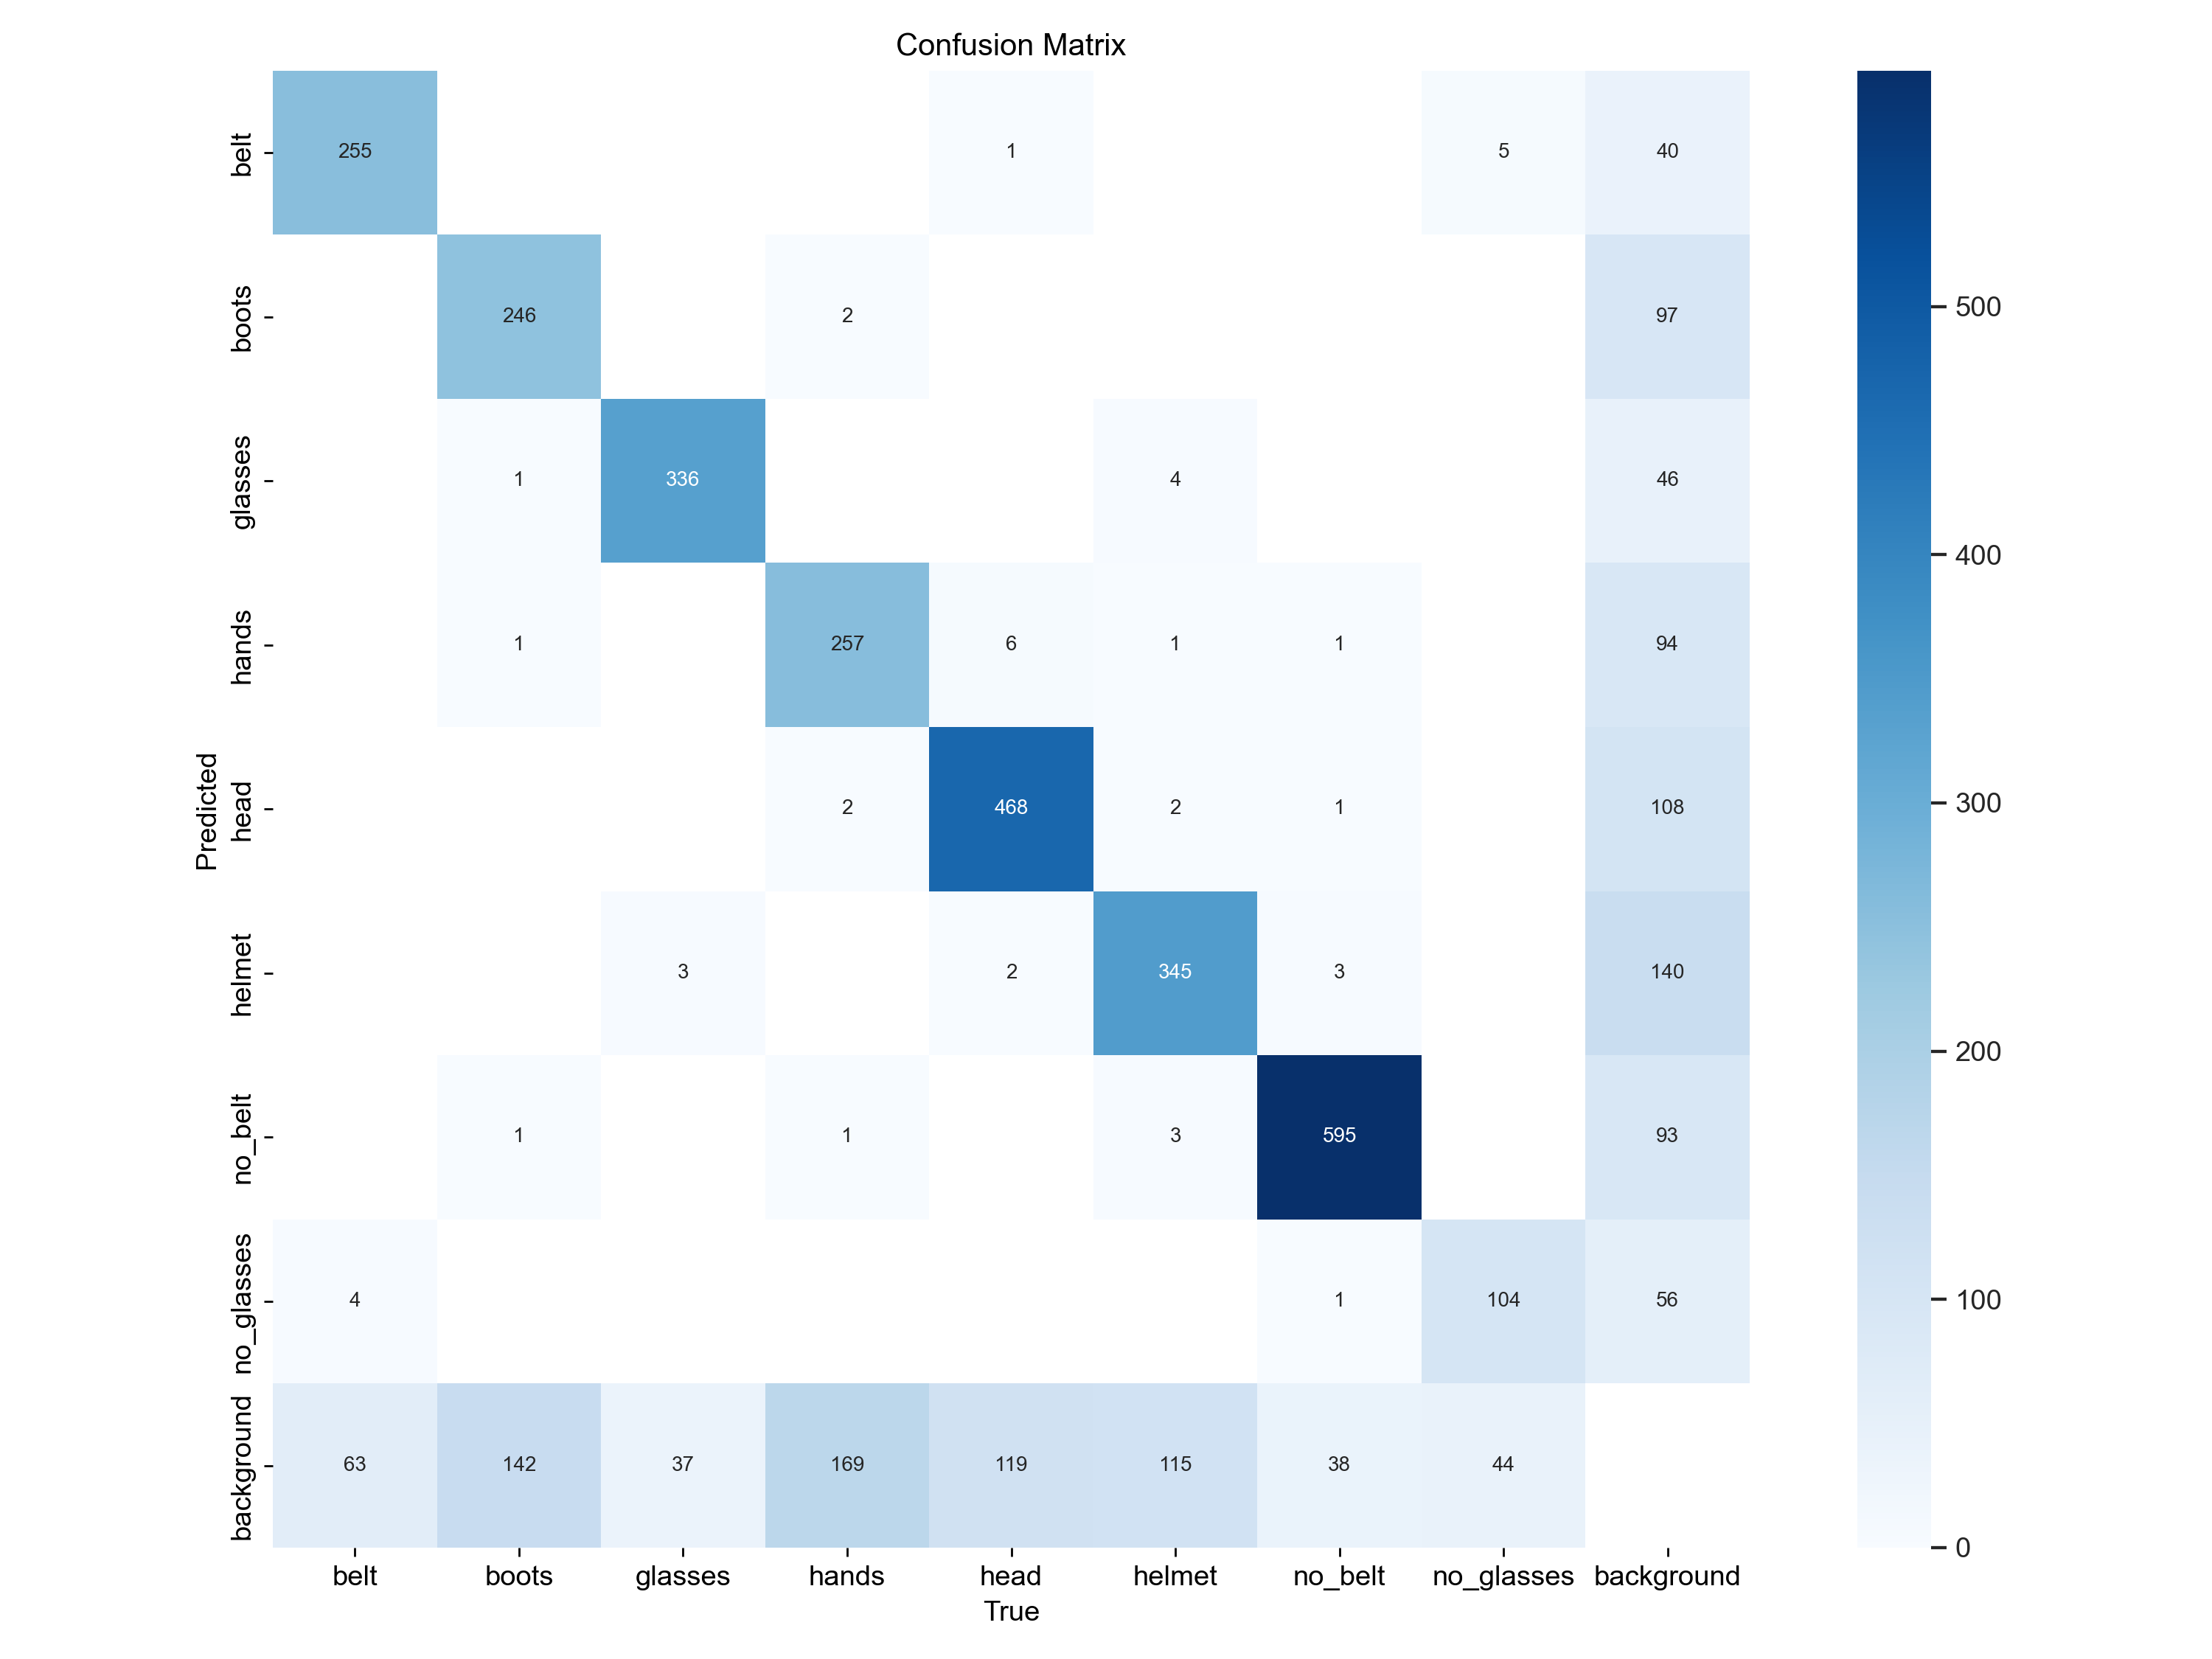 Confusion Matrix
Predicted
belt 255 1 5 40
boots 246 2 97
glasses 1 336 4 46
hands 1 257 6 1 1 94
head 2 468 2 1 108
helmet 3 2 345 3 140
no_belt 1 1 3 595 93
no_glasses 4 1 104 56
background 63 142 37 169 119 115 38 44
belt boots glasses hands head helmet no_belt no_glasses background
True
500
400
300
200
100
0